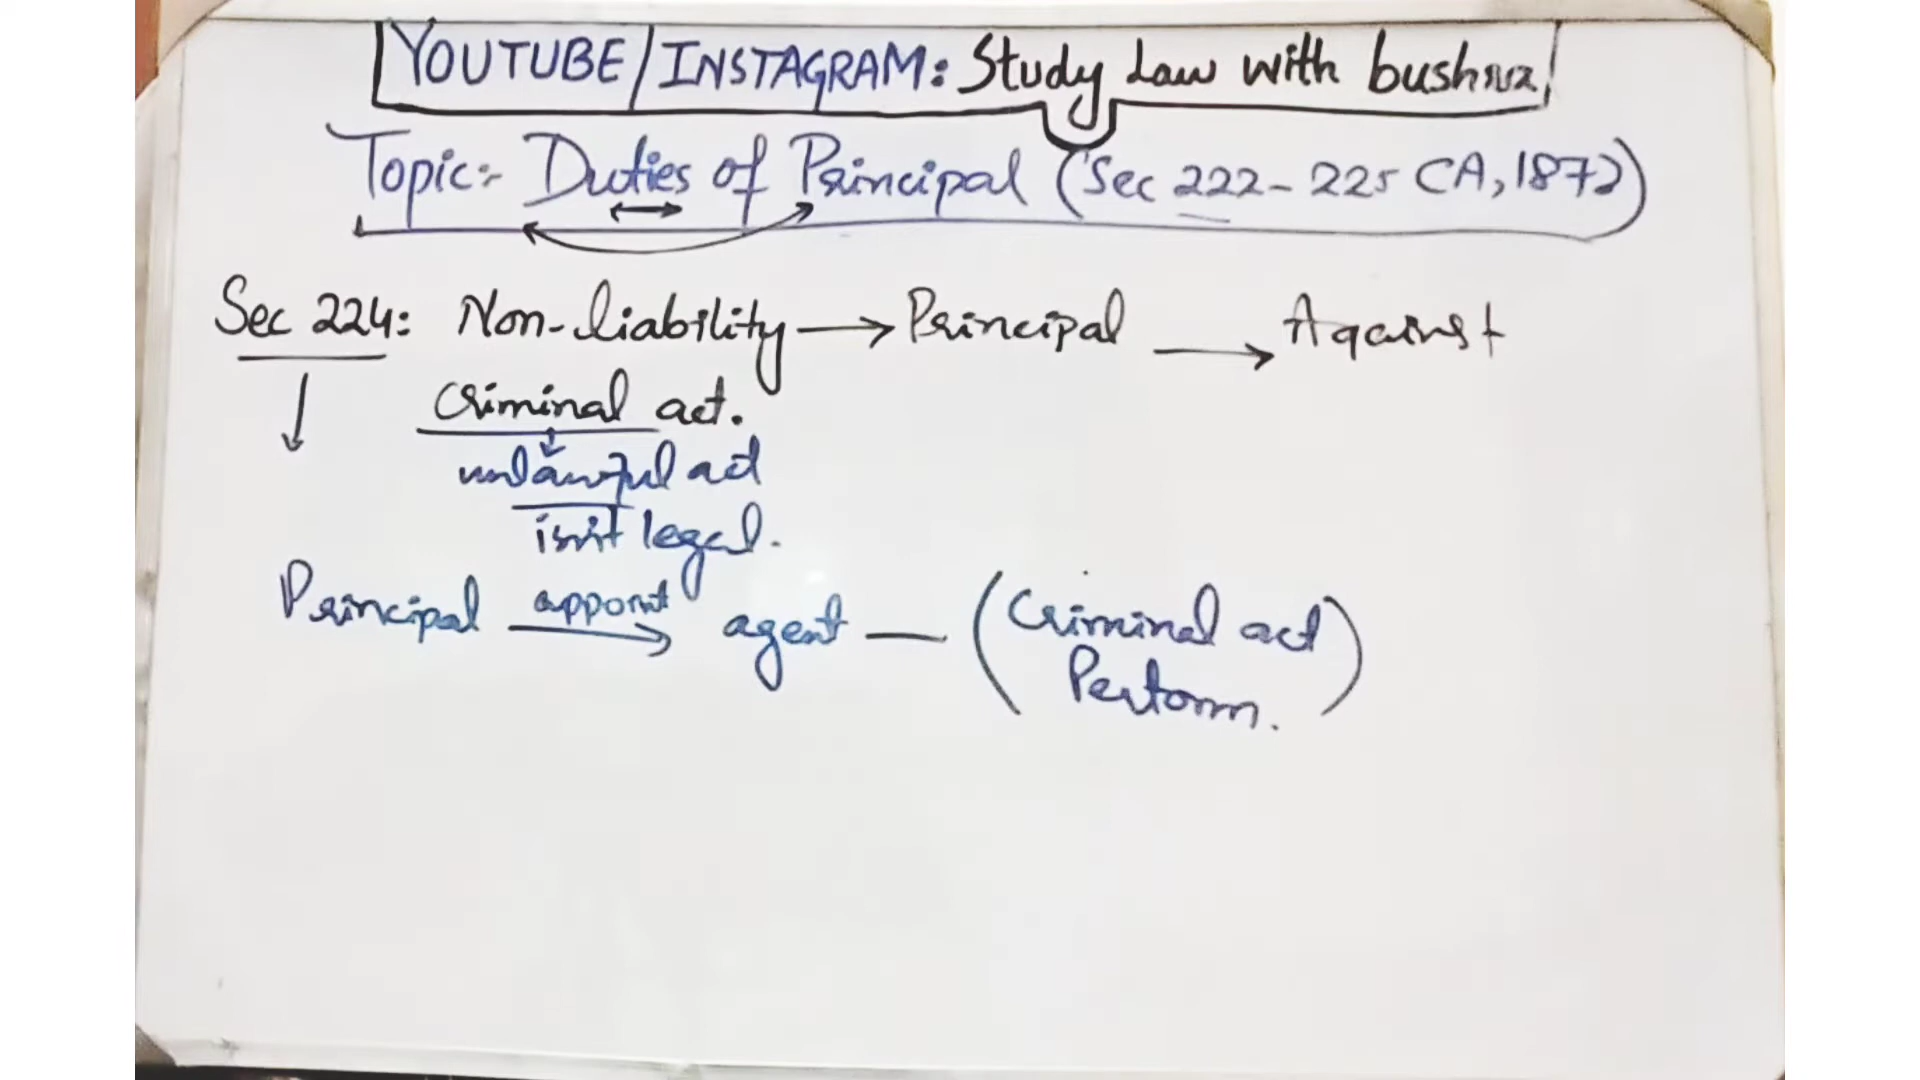 YOUTUBE/INSTAGRAM: Study Law with bushra
Topic:- Duties of Principal (Sec 222- 225 CA, 1872)
Sec 224: Non-liability → Principal → Against
Criminal act.
unlawful act
isn't legal.
Principal appoint → agent — (Criminal act
Perform.)